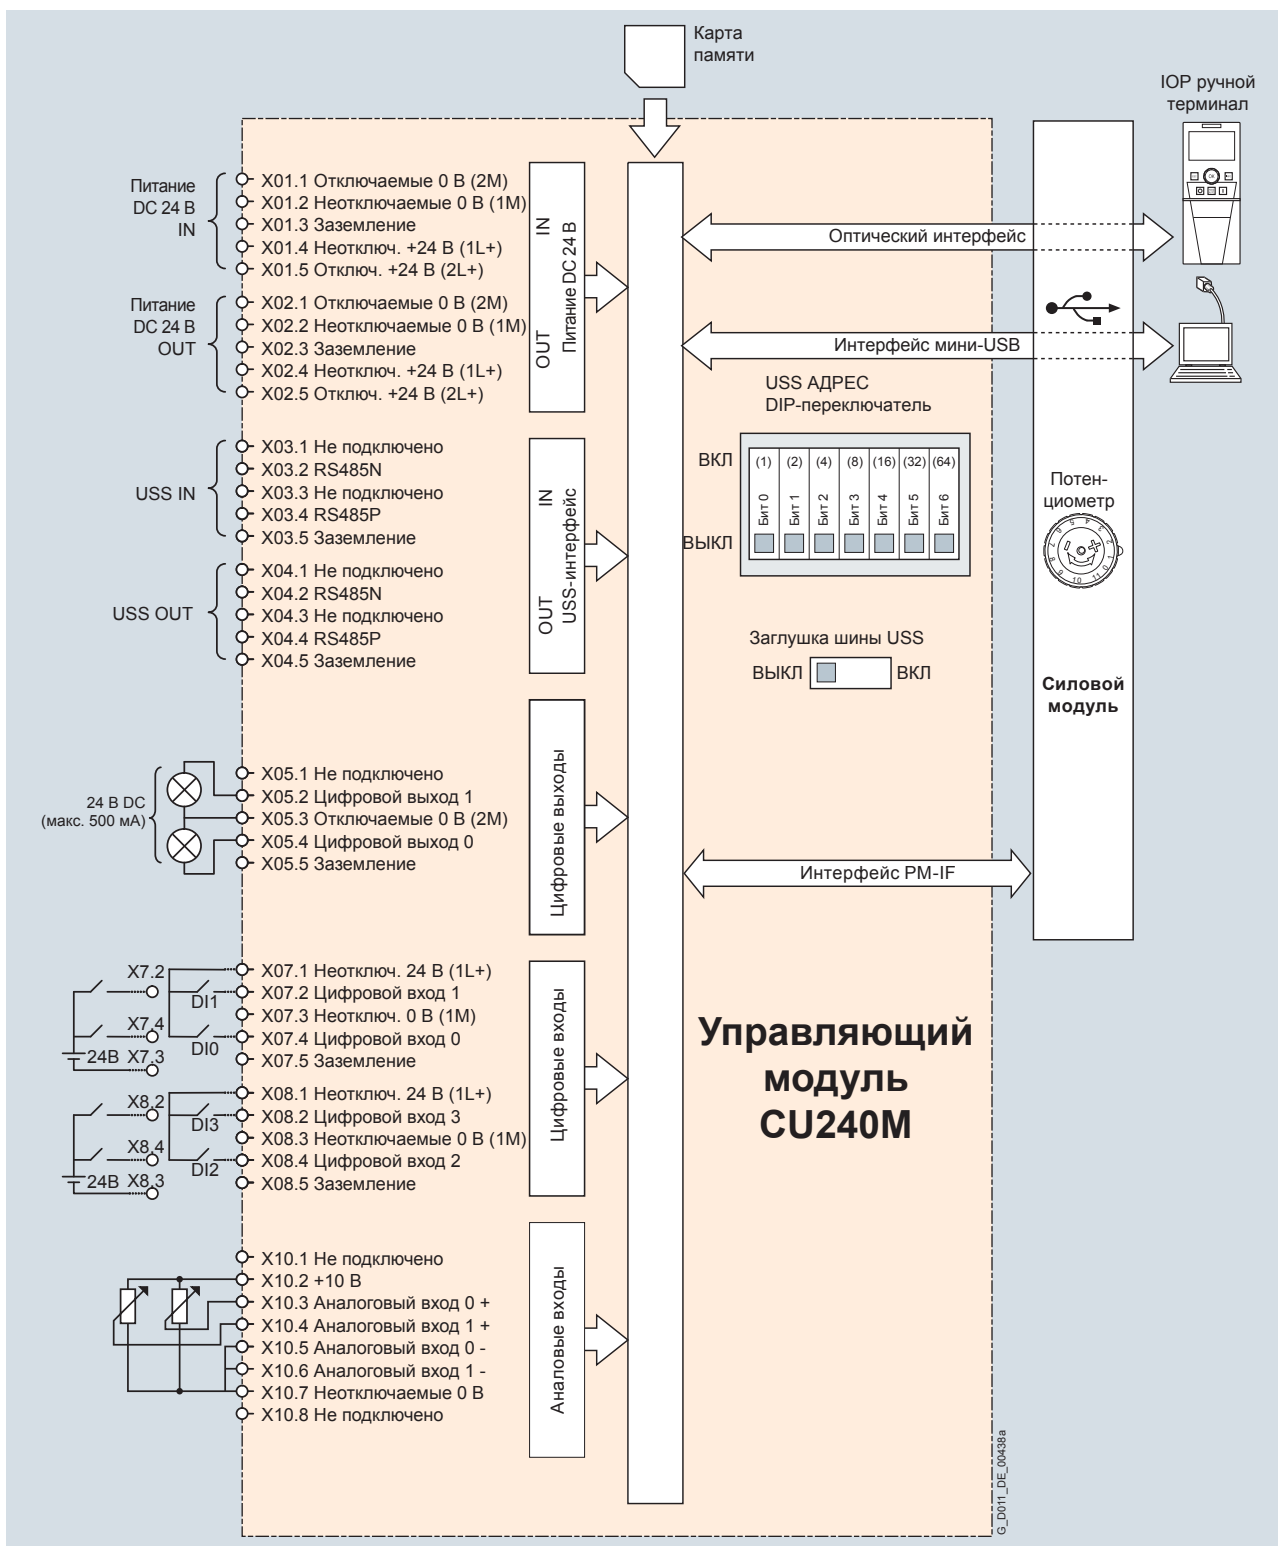 Карта
памяти
IOP ручной
терминал
Питание
DC 24 В
IN
X01.1 Отключаемые 0 В (2M)
X01.2 Неотключаемые 0 В (1M)
X01.3 Заземление
X01.4 Неотключ. +24 В (1L+)
X01.5 Отключ. +24 В (2L+)
Питание
DC 24 В
OUT
X02.1 Отключаемые 0 В (2M)
X02.2 Неотключаемые 0 В (1M)
X02.3 Заземление
X02.4 Неотключ. +24 В (1L+)
X02.5 Отключ. +24 В (2L+)
OUT IN
Питание DC 24 В
Оптический интерфейс
Интерфейс мини-USB
USS АДРЕС
DIP-переключатель
ВКЛ
(1) (2) (4) (8) (16) (32) (64)
Бит 0 Бит 1 Бит 2 Бит 3 Бит 4 Бит 5 Бит 6
ВЫКЛ
Потен-
циометр
0 1 2 3 4 5 6 7 8 9 10 11
USS IN
X03.1 Не подключено
X03.2 RS485N
X03.3 Не подключено
X03.4 RS485P
X03.5 Заземление
USS OUT
X04.1 Не подключено
X04.2 RS485N
X04.3 Не подключено
X04.4 RS485P
X04.5 Заземление
OUT IN
USS-интерфейс
Заглушка шины USS
ВЫКЛ ВКЛ
Силовой
модуль
24 В DC
(макс. 500 мА)
X05.1 Не подключено
X05.2 Цифровой выход 1
X05.3 Отключаемые 0 В (2M)
X05.4 Цифровой выход 0
X05.5 Заземление
Цифровые выходы
Интерфейс PM-IF
X7.2
DI1
X7.4
DI0
24В X7.3
X07.1 Неотключ. 24 В (1L+)
X07.2 Цифровой вход 1
X07.3 Неотключ. 0 В (1M)
X07.4 Цифровой вход 0
X07.5 Заземление
X8.2
DI3
X8.4
DI2
24В X8.3
X08.1 Неотключ. 24 В (1L+)
X08.2 Цифровой вход 3
X08.3 Неотключаемые 0 В (1M)
X08.4 Цифровой вход 2
X08.5 Заземление
Цифровые входы
Управляющий
модуль
CU240M
X10.1 Не подключено
X10.2 +10 В
X10.3 Аналоговый вход 0 +
X10.4 Аналоговый вход 1 +
X10.5 Аналоговый вход 0 -
X10.6 Аналоговый вход 1 -
X10.7 Неотключаемые 0 В
X10.8 Не подключено
Аналовые входы
G_D011_DE_00438a